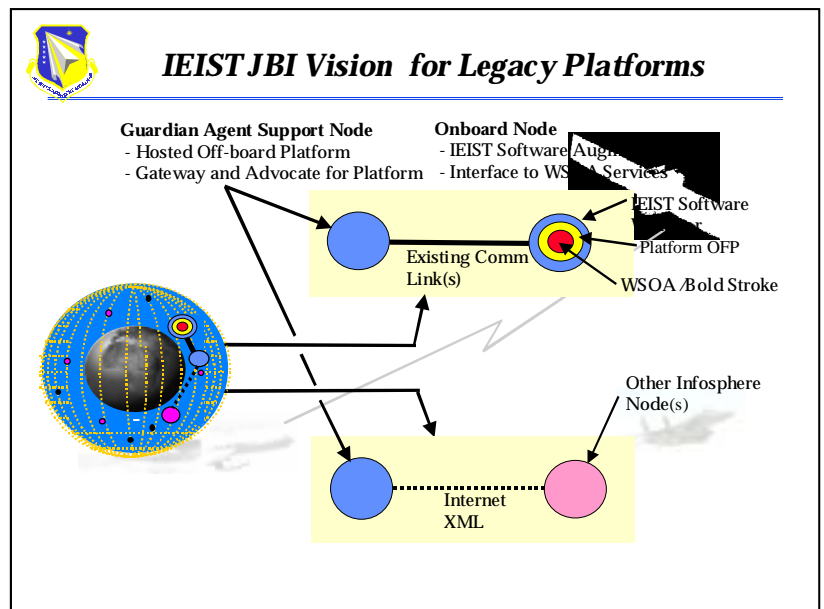 IEIST JBI Vision for Legacy Platforms
Guardian Agent Support Node
- Hosted Off-board Platform
- Gateway and Advocate for Platform
Onboard Node
- IEIST Software Aug
- Interface to WS A Services
IEIST Software
Platform OFP
WSOA /Bold Stroke
Existing Comm
Link(s)
Other Infosphere
Node(s)
Internet
XML